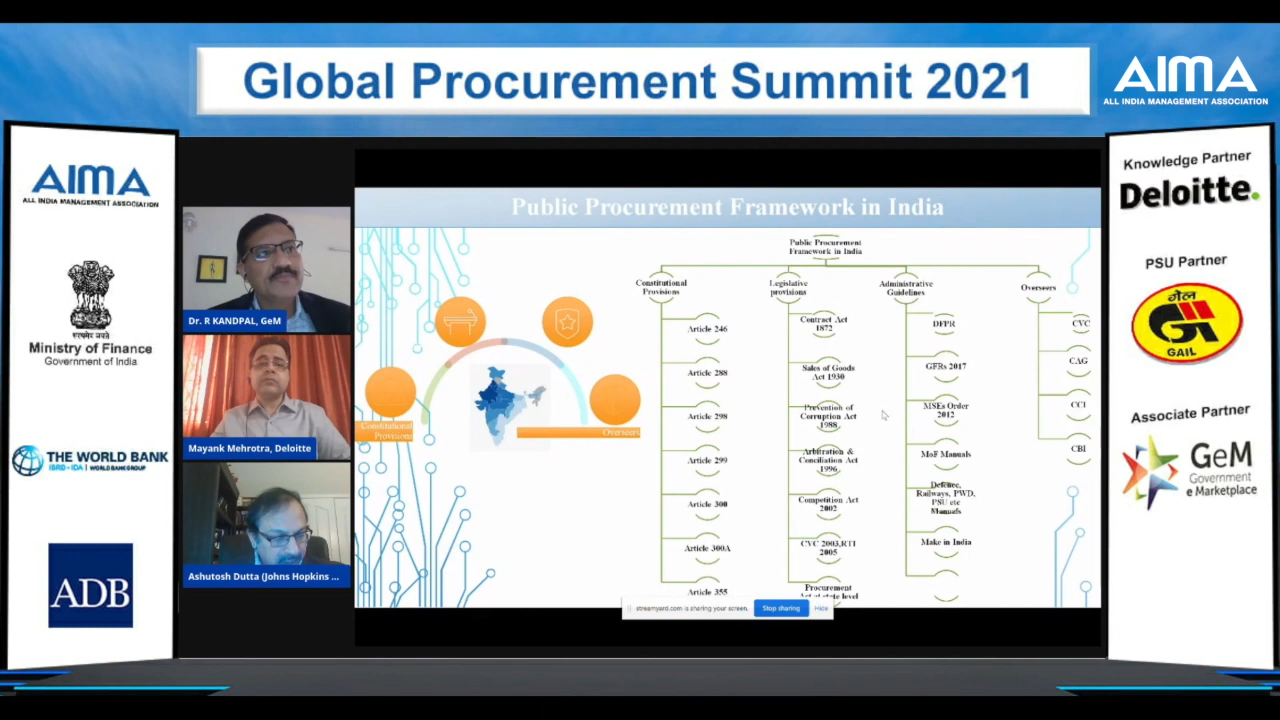 Global Procurement Summit 2021
AIMA
ALL INDIA MANAGEMENT ASSOCIATION
AIMA
ALL INDIA MANAGEMENT ASSOCIATION
सत्यमेव जयते
Ministry of Finance
Government of India
THE WORLD BANK
IBRD • IDA | WORLD BANK GROUP
ADB
Dr. R KANDPAL, GeM
Mayank Mehrotra, Deloitte
Ashutosh Dutta (Johns Hopkins ...
Public Procurement Framework in India
Constitutional
Provisions
Overseers
Public Procurement
Framework in India
Constitutional
Provisions
Article 246
Article 288
Article 298
Article 299
Article 300
Article 300A
Article 355
Legislative
provisions
Contract Act
1872
Sales of Goods
Act 1930
Prevention of
Corruption Act
1988
Arbitration &
Conciliation Act
1996
Competition Act
2002
CVC 2003,RTI
2005
Procurement
Act at state level
Administrative
Guidelines
DFPR
GFRs 2017
MSEs Order
2012
MoF Manuals
Defence,
Railways, PWD,
PSU etc
Manuals
Make in India
Overseers
CVC
CAG
CCI
CBI
streamyard.com is sharing your screen.
Stop sharing
Hide
Knowledge Partner
Deloitte.
PSU Partner
गेल
GAIL
Associate Partner
GeM
Government
e Marketplace